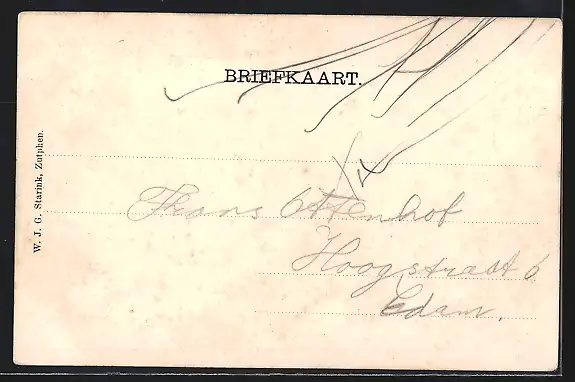 BRIEFKAART.
W. J. G. Starink, Zutphen.
Frans Ottenhof
Hoogstraat 6
Edam.